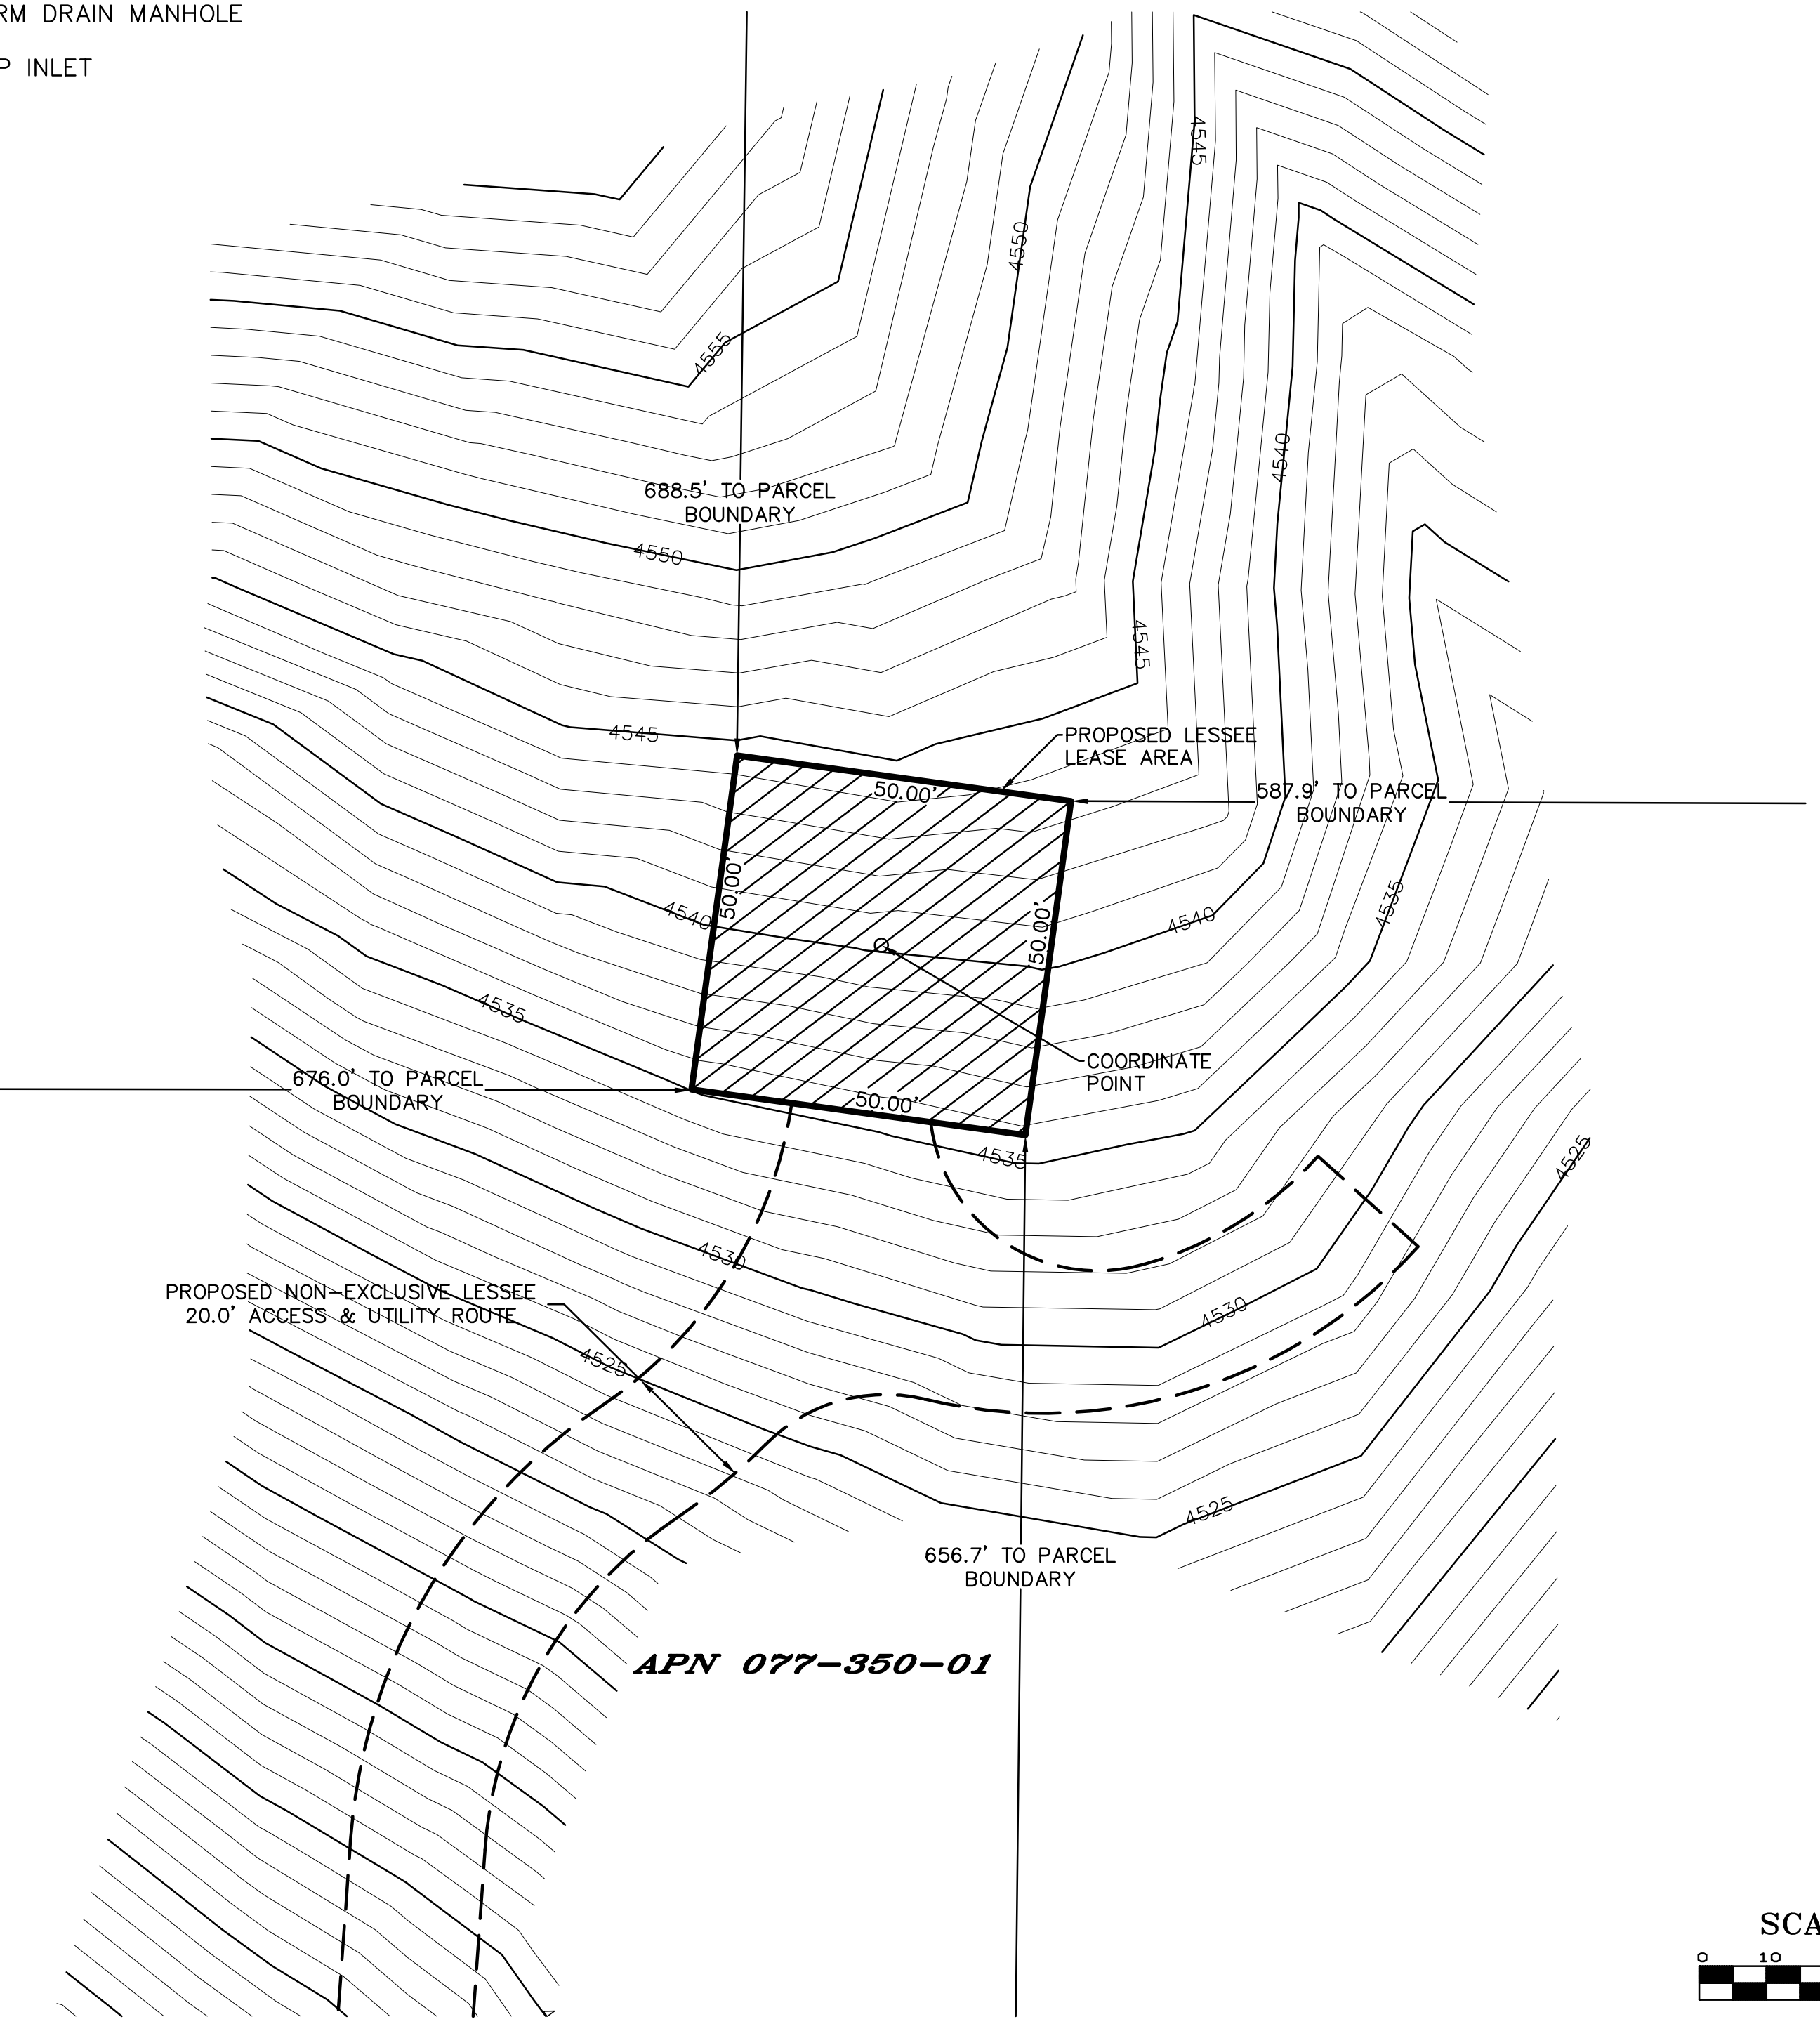 RM DRAIN MANHOLE
P INLET
4545
4550
4555
4540
688.5' TO PARCEL
BOUNDARY
4550
4545
4545
PROPOSED LESSEE
LEASE AREA
50.00'
587.9' TO PARCEL
BOUNDARY
50.00'
4540
50.00'
4540
4535
4535
COORDINATE
POINT
676.0' TO PARCEL
BOUNDARY
50.00'
4535
4525
4530
PROPOSED NON-EXCLUSIVE LESSEE
20.0' ACCESS & UTILITY ROUTE
4530
4525
4525
656.7' TO PARCEL
BOUNDARY
APN 077-350-01
SCA
0 10